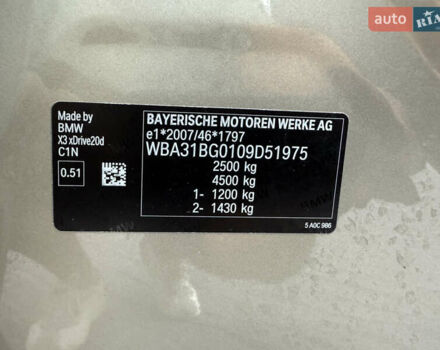 auto RIA
Made by
BMW
X3 xDrive20d
C1N
0.51
BAYERISCHE MOTOREN WERKE AG
e1*2007/46*1797
WBA31BG0109D51975
2500 kg
4500 kg
1- 1200 kg
2- 1430 kg
5 A0C 986